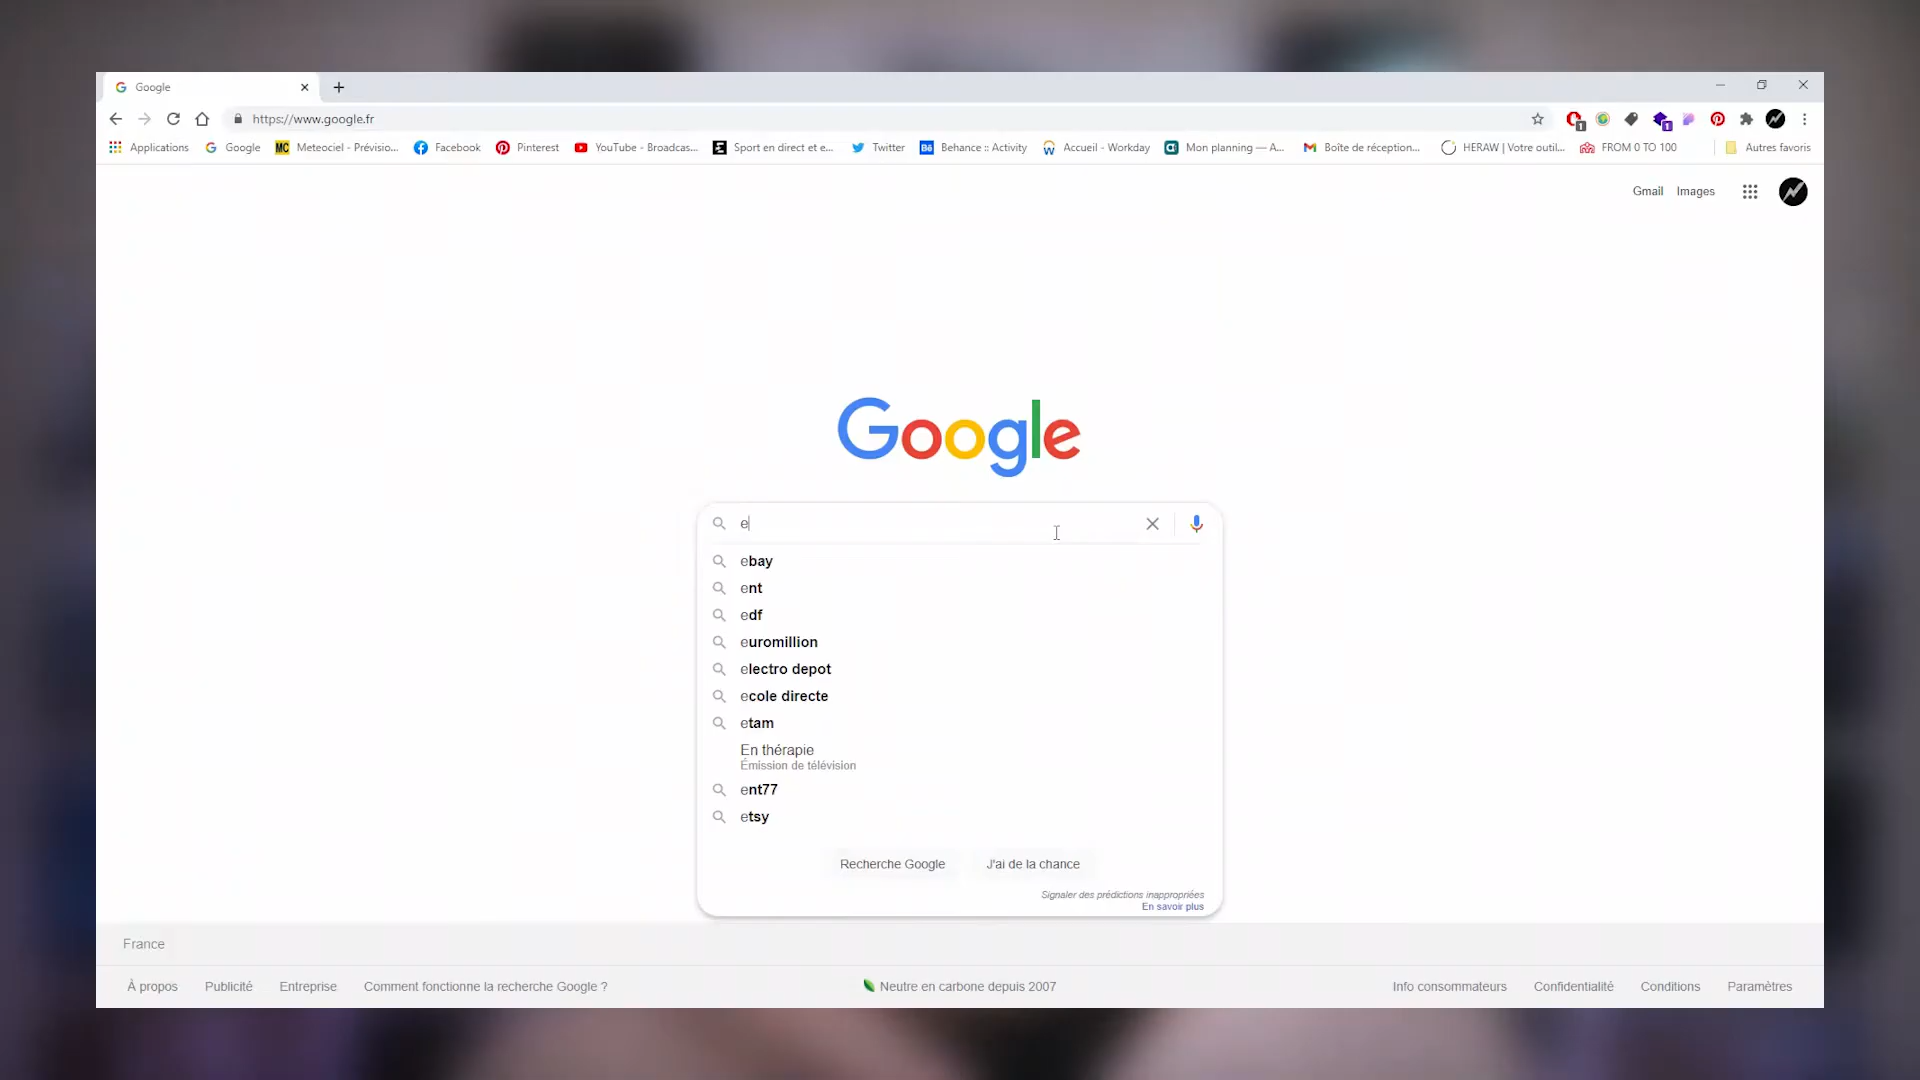 Google
https://www.google.fr
Applications Google Meteociel - Prévisio... Facebook Pinterest YouTube - Broadcas... Sport en direct et e... Twitter Behance :: Activity Accueil - Workday Mon planning — A... Boîte de réception... HERAW | Votre outil... FROM 0 TO 100 Autres favoris
Gmail Images
Google
e
ebay
ent
edf
euromillion
electro depot
ecole directe
etam
En thérapie
Émission de télévision
ent77
etsy
Recherche Google J'ai de la chance
Signaler des prédictions inappropriées
En savoir plus
France
À propos Publicité Entreprise Comment fonctionne la recherche Google ? Neutre en carbone depuis 2007 Info consommateurs Confidentialité Conditions Paramètres